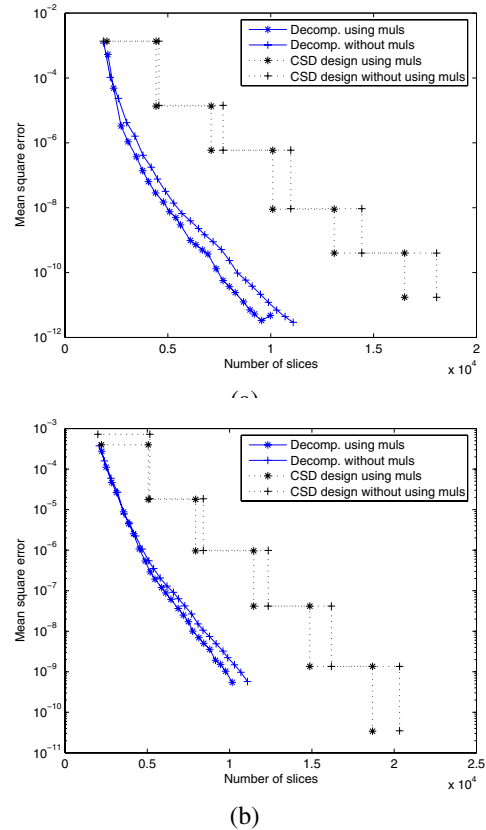 10⁻²
10⁻⁴
10⁻⁶
10⁻⁸
10⁻¹⁰
10⁻¹²
Mean square error
Decomp. using muls
Decomp. without muls
CSD design using muls
CSD design without using muls
0 0.5 1 1.5 2
x 10⁴
Number of slices
10⁻³
10⁻⁴
10⁻⁵
10⁻⁶
10⁻⁷
10⁻⁸
10⁻⁹
10⁻¹⁰
10⁻¹¹
Mean square error
Decomp. using muls
Decomp. without muls
CSD design using muls
CSD design without using muls
0 0.5 1 1.5 2 2.5
x 10⁴
Number of slices
(b)